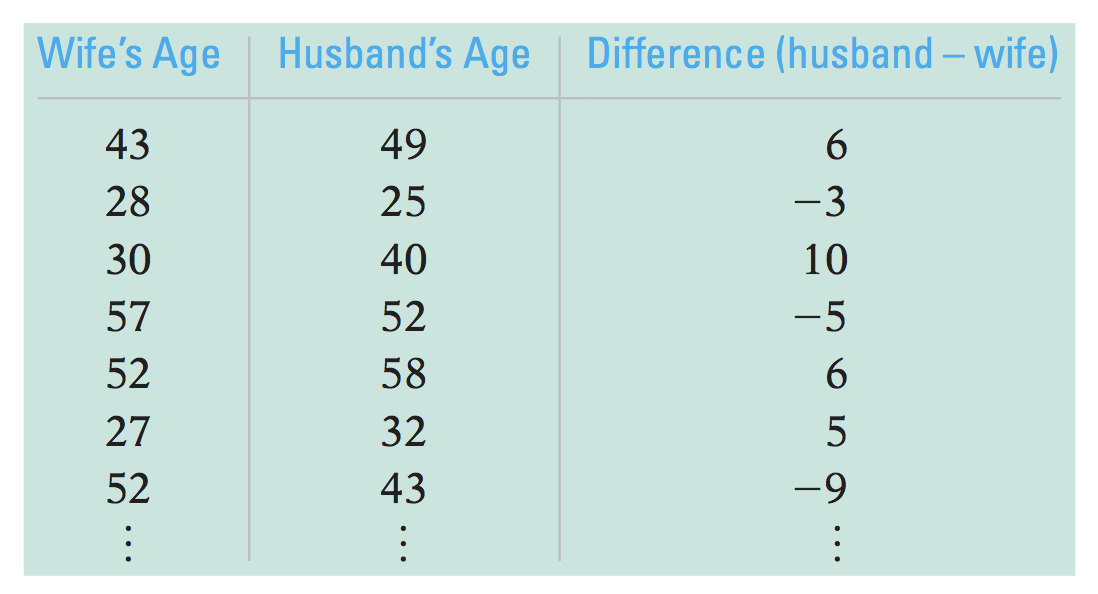 Wife's Age Husband's Age Difference (husband – wife)
43 49 6
28 25 −3
30 40 10
57 52 −5
52 58 6
27 32 5
52 43 −9
⋮ ⋮ ⋮